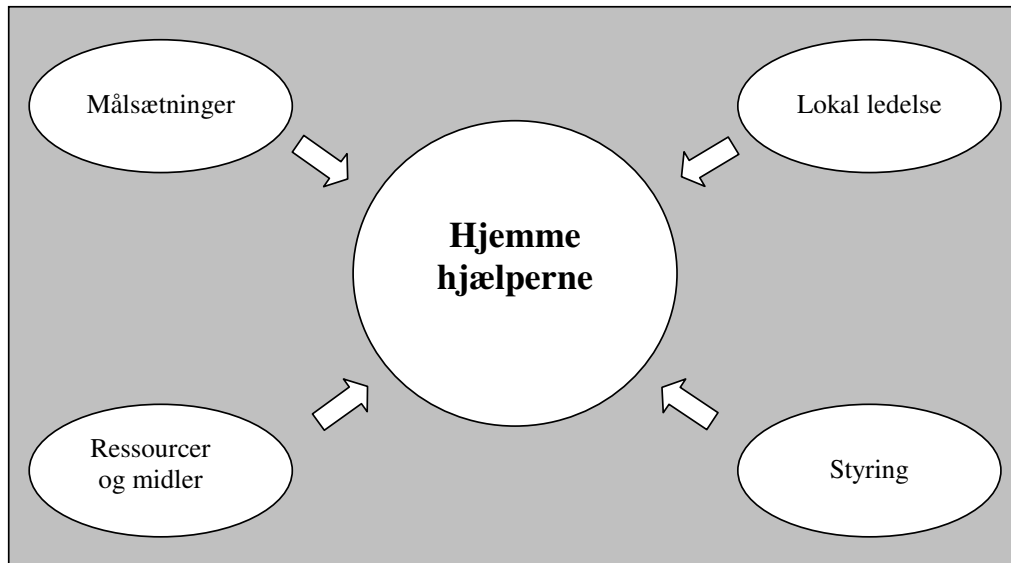 Målsætninger
Lokal ledelse
Hjemme
hjælperne
Ressourcer
og midler
Styring